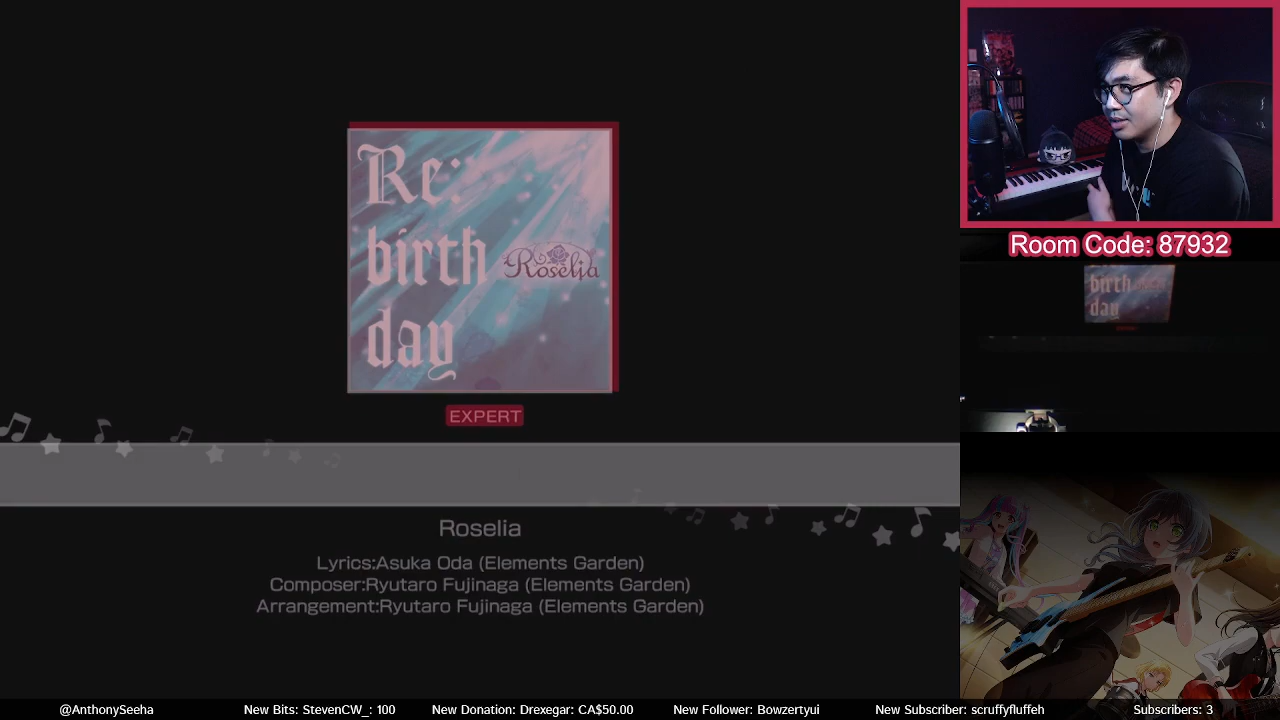 Re:
birth
day
Roselia
EXPERT
Roselia
Lyrics:Asuka Oda (Elements Garden)
Composer:Ryutaro Fujinaga (Elements Garden)
Arrangement:Ryutaro Fujinaga (Elements Garden)
Room Code: 87932
birth
day
@AnthonySeeha
New Bits: StevenCW_: 100
New Donation: Drexegar: CA$50.00
New Follower: Bowzertyui
New Subscriber: scruffyfluffeh
Subscribers: 3